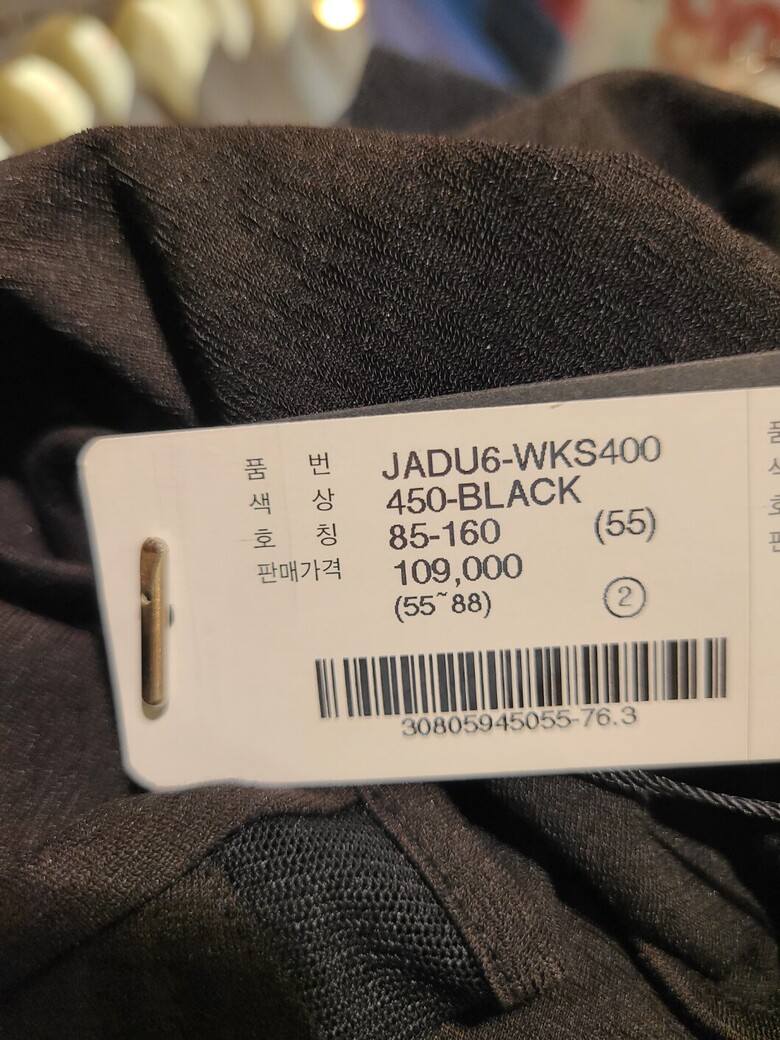 품 번 JADU6-WKS400
색 상 450-BLACK
호 칭 85-160 (55)
판매가격 109,000
(55~88) 2
30805945055-76.3